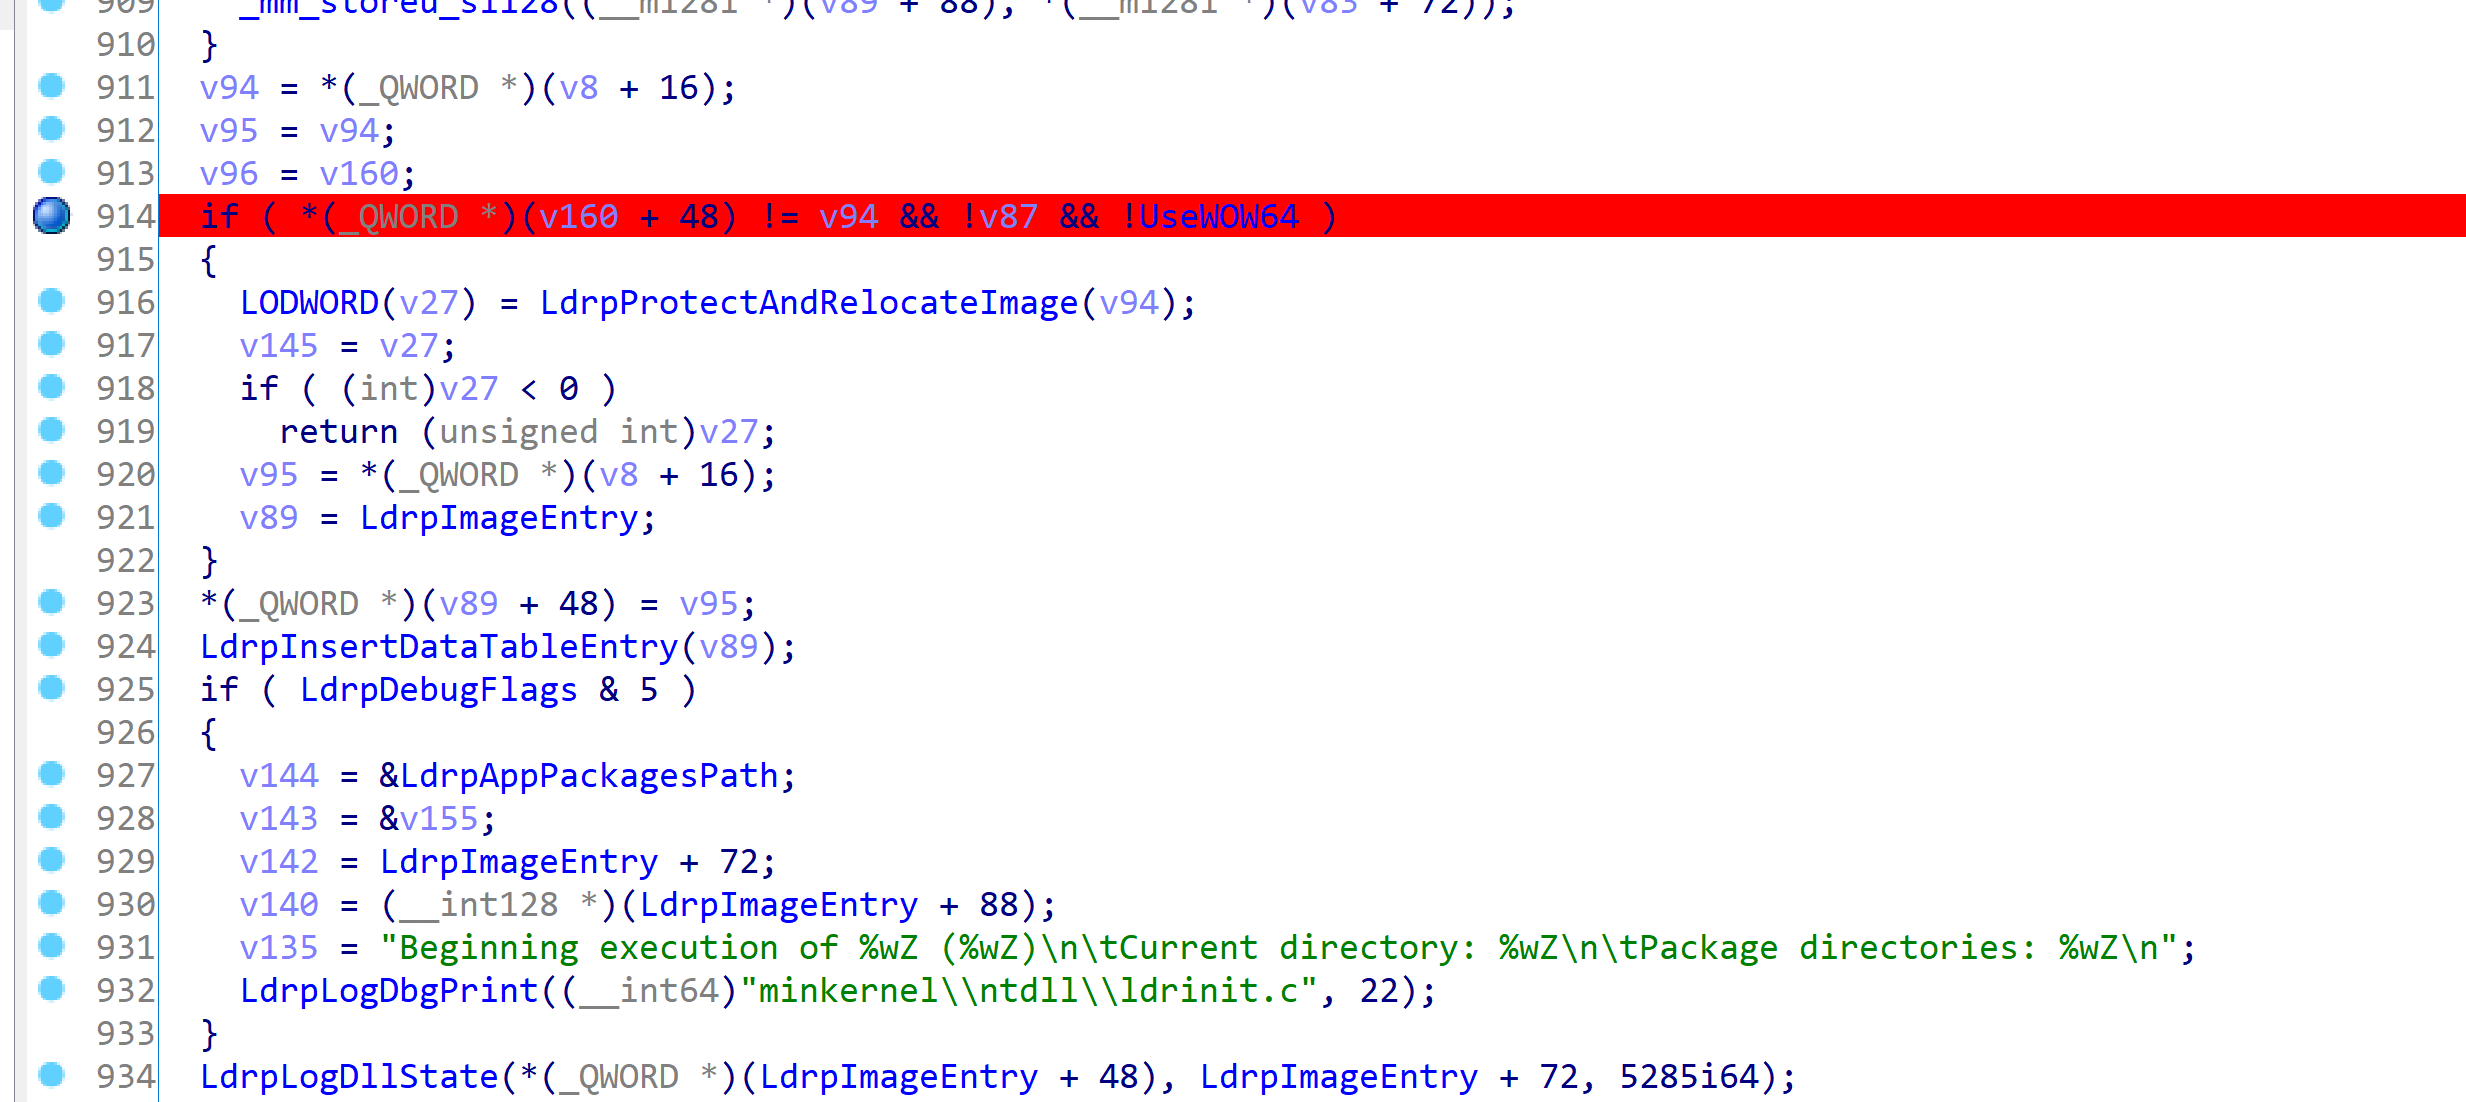 909 _mm_storeu_si128((__m128i *)(v89 + 88), *(__m128i *)(v83 + 72));
910 }
911 v94 = *(_QWORD *)(v8 + 16);
912 v95 = v94;
913 v96 = v160;
914 if ( *(_QWORD *)(v160 + 48) != v94 && !v87 && !UseWOW64 )
915 {
916 LODWORD(v27) = LdrpProtectAndRelocateImage(v94);
917 v145 = v27;
918 if ( (int)v27 < 0 )
919 return (unsigned int)v27;
920 v95 = *(_QWORD *)(v8 + 16);
921 v89 = LdrpImageEntry;
922 }
923 *(_QWORD *)(v89 + 48) = v95;
924 LdrpInsertDataTableEntry(v89);
925 if ( LdrpDebugFlags & 5 )
926 {
927 v144 = &LdrpAppPackagesPath;
928 v143 = &v155;
929 v142 = LdrpImageEntry + 72;
930 v140 = (__int128 *)(LdrpImageEntry + 88);
931 v135 = "Beginning execution of %wZ (%wZ)\n\tCurrent directory: %wZ\n\tPackage directories: %wZ\n";
932 LdrpLogDbgPrint((__int64)"minkernel\\ntdll\\ldrinit.c", 22);
933 }
934 LdrpLogDllState(*(_QWORD *)(LdrpImageEntry + 48), LdrpImageEntry + 72, 5285i64);